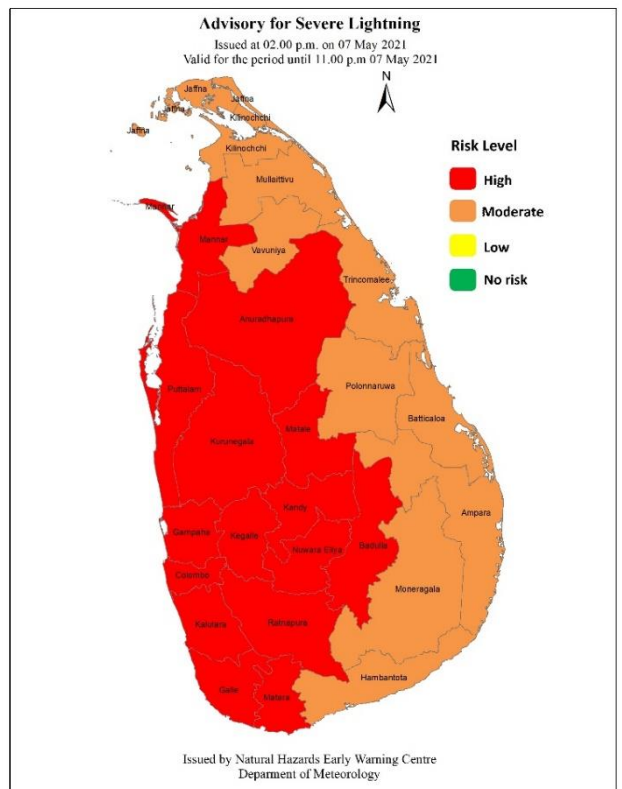 Advisory for Severe Lightning
Issued at 02.00 p.m. on 07 May 2021
Valid for the period until 11.00 p.m 07 May 2021
N
Jaffna
Jaffna
Jaffna
Kilinochchi
Jaffna
Kilinochchi
Mullaittivu
Risk Level
High
Moderate
Low
No risk
Mannar
Mannar
Vavuniya
Trincomalee
Anuradhapura
Puttalam
Polonnaruwa
Batticaloa
Kurunegala
Matale
Ampara
Gampaha
Kegalle
Kandy
Nuwara Eliya
Badulla
Colombo
Moneragala
Kalutara
Ratnapura
Hambantota
Galle
Matara
Issued by Natural Hazards Early Warning Centre
Deparment of Meteorology